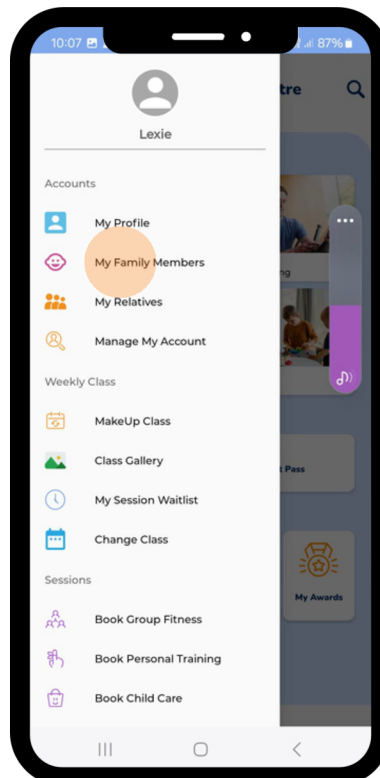 10:07
87%
tre
Lexie
Accounts
My Profile
My Family Members
ng
My Relatives
Manage My Account
Weekly Class
MakeUp Class
Class Gallery
t Pass
My Session Waitlist
Change Class
Sessions
My Awards
Book Group Fitness
Book Personal Training
Book Child Care